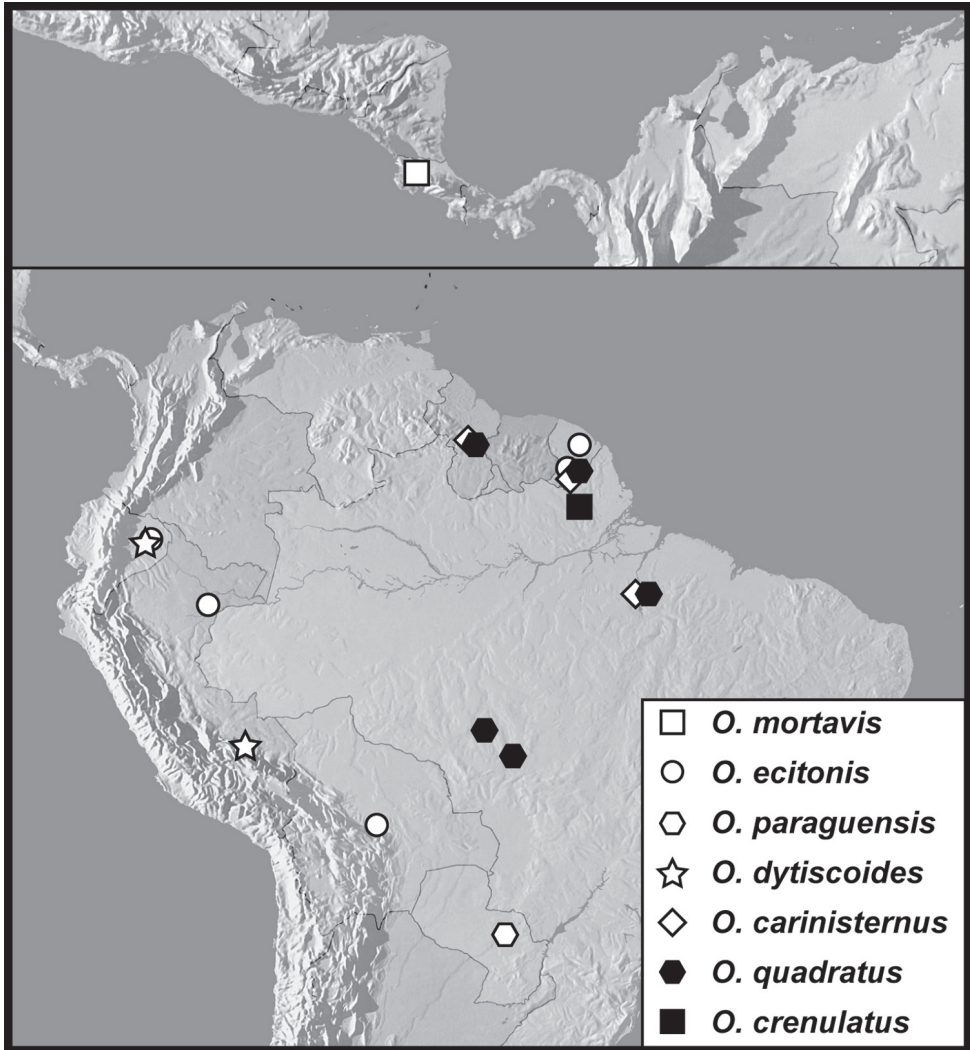 O. mortavis
O. ecitonis
O. paraguensis
O. dytiscoides
O. carinisternus
O. quadratus
O. crenulatus